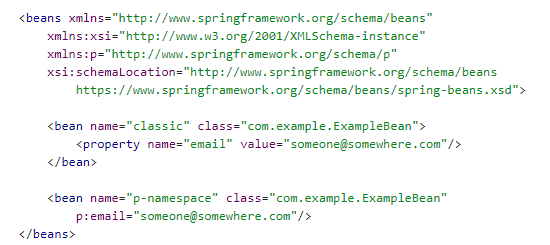 <beans xmlns="http://www.springframework.org/schema/beans"
    xmlns:xsi="http://www.w3.org/2001/XMLSchema-instance"
    xmlns:p="http://www.springframework.org/schema/p"
    xsi:schemaLocation="http://www.springframework.org/schema/beans
        https://www.springframework.org/schema/beans/spring-beans.xsd">

    <bean name="classic" class="com.example.ExampleBean">
        <property name="email" value="someone@somewhere.com"/>
    </bean>

    <bean name="p-namespace" class="com.example.ExampleBean"
        p:email="someone@somewhere.com"/>
</beans>